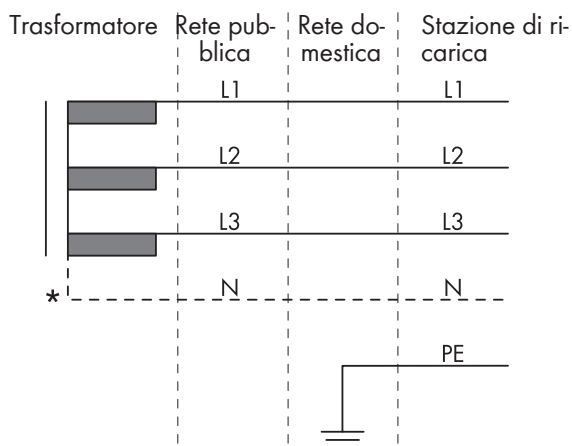 Trasformatore Rete pub- Rete do- Stazione di ri-
blica mestica carica
L1 L1
L2 L2
L3 L3
* N N
PE